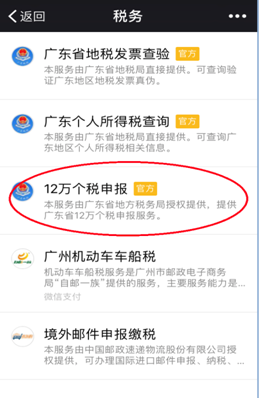 返回
税务
广东省地税发票查验 官方
本服务由广东省地税局直接提供。可查询验
证广东地区地税发票真伪。
广东个人所得税查询 官方
本服务由广东省地税局直接提供。可查询广
东地区个人所得税相关信息。
12万个税申报 官方
本服务由广东省地方税务局授权提供，提供
广东省12万个税申报服务。
广州机动车车船税
机动车车船税服务是广州市邮政电子商务
局“自邮一族”提供的服务，主要服务能是...
微信支付
境外邮件申报缴税
本服务由中国邮政速递物流股份有限公司授
权提供，可办理国际进口邮件申报、纳税、...